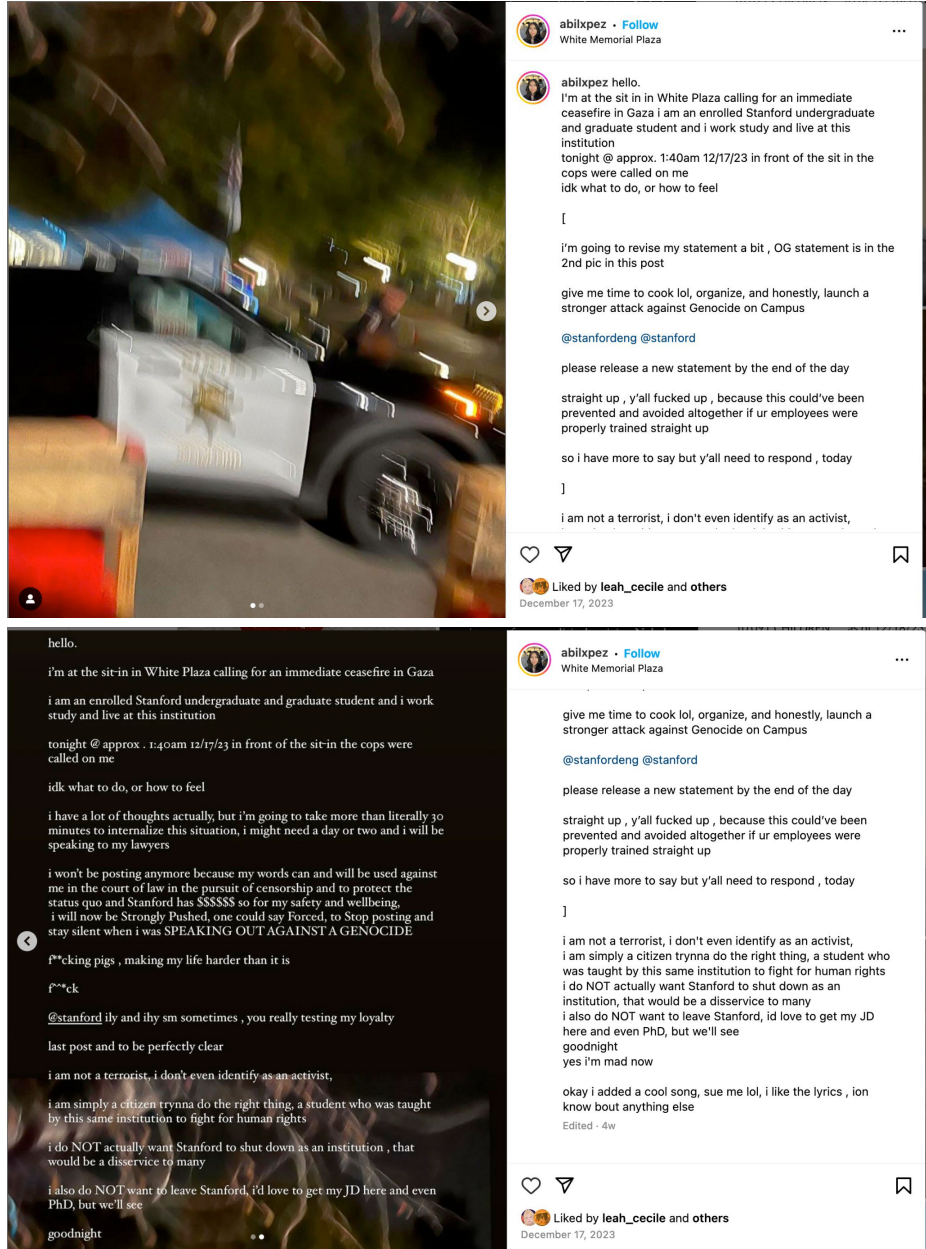 abilxpez • Follow
White Memorial Plaza
abilxpez hello.
I'm at the sit in in White Plaza calling for an immediate
ceasefire in Gaza i am an enrolled Stanford undergraduate
and graduate student and i work study and live at this
institution
tonight @ approx. 1:40am 12/17/23 in front of the sit in the
cops were called on me
idk what to do, or how to feel
[
i'm going to revise my statement a bit , OG statement is in the
2nd pic in this post
give me time to cook lol, organize, and honestly, launch a
stronger attack against Genocide on Campus
@stanfordeng @stanford
please release a new statement by the end of the day
straight up , y'all fucked up , because this could've been
prevented and avoided altogether if ur employees were
properly trained straight up
so i have more to say but y'all need to respond , today
]
i am not a terrorist, i don't even identify as an activist,
Liked by leah_cecile and others
December 17, 2023
hello.
i'm at the sit-in in White Plaza calling for an immediate ceasefire in Gaza
i am an enrolled Stanford undergraduate and graduate student and i work
study and live at this institution
tonight @ approx . 1:40am 12/17/23 in front of the sit-in the cops were
called on me
idk what to do, or how to feel
i have a lot of thoughts actually, but i'm going to take more than literally 30
minutes to internalize this situation, i might need a day or two and i will be
speaking to my lawyers
i won't be posting anymore because my words can and will be used against
me in the court of law in the pursuit of censorship and to protect the
status quo and Stanford has $$$$$$ so for my safety and wellbeing,
i will now be Strongly Pushed, one could say Forced, to Stop posting and
stay silent when i was SPEAKING OUT AGAINST A GENOCIDE
f**cking pigs , making my life harder than it is
f^^*ck
@stanford ily and ihy sm sometimes , you really testing my loyalty
last post and to be perfectly clear
i am not a terrorist, i don't even identify as an activist,
i am simply a citizen trynna do the right thing, a student who was taught
by this same institution to fight for human rights
i do NOT actually want Stanford to shut down as an institution , that
would be a disservice to many
i also do NOT want to leave Stanford, i'd love to get my JD here and even
PhD, but we'll see
goodnight
abilxpez • Follow
White Memorial Plaza
give me time to cook lol, organize, and honestly, launch a
stronger attack against Genocide on Campus
@stanfordeng @stanford
please release a new statement by the end of the day
straight up , y'all fucked up , because this could've been
prevented and avoided altogether if ur employees were
properly trained straight up
so i have more to say but y'all need to respond , today
]
i am not a terrorist, i don't even identify as an activist,
i am simply a citizen trynna do the right thing, a student who
was taught by this same institution to fight for human rights
i do NOT actually want Stanford to shut down as an
institution, that would be a disservice to many
i also do NOT want to leave Stanford, id love to get my JD
here and even PhD, but we'll see
goodnight
yes i'm mad now
okay i added a cool song, sue me lol, i like the lyrics , ion
know bout anything else
Edited · 4w
Liked by leah_cecile and others
December 17, 2023